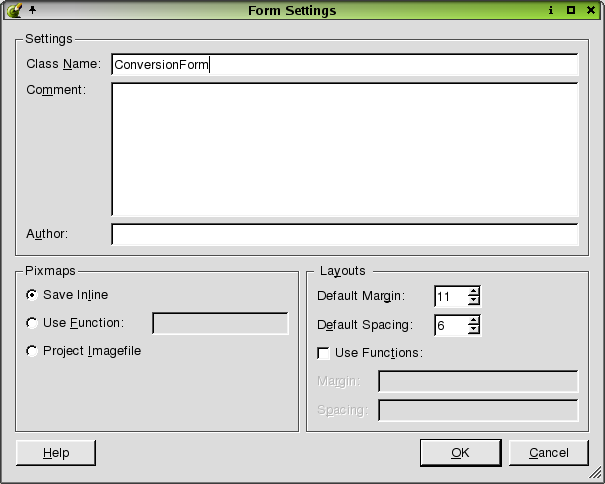 Form Settings
Settings
Class Name: ConversionForm
Comment:
Author:
Pixmaps
Save Inline
Use Function:
Project Imagefile
Layouts
Default Margin: 11
Default Spacing: 6
Use Functions:
Margin:
Spacing:
Help
OK
Cancel